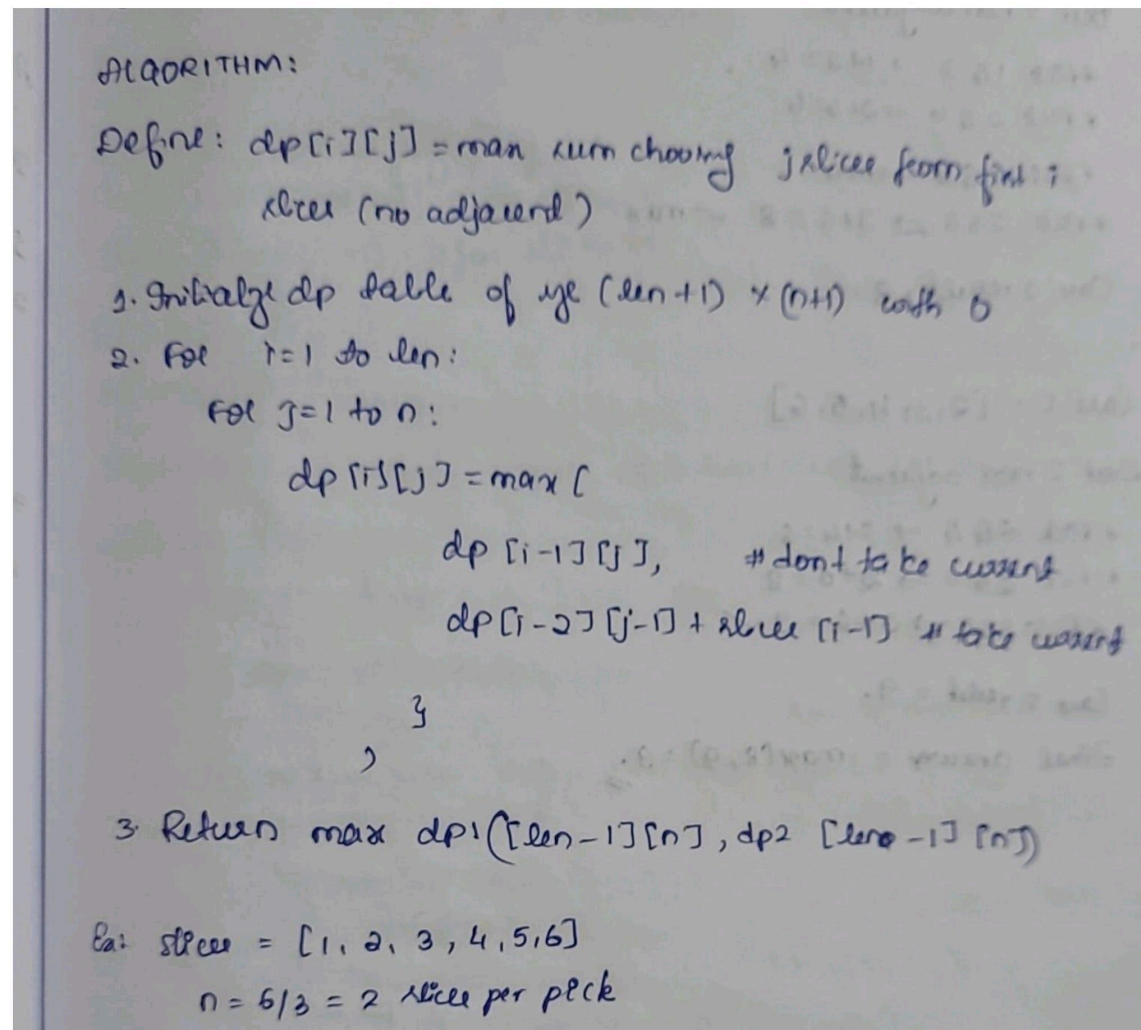 ALGORITHM:
Define: dp[i][j] = max sum choosing j slices from first i
slices (no adjacent)
1. Initialize dp table of size (len+1) x (n+1) with 0
2. For i=1 to len:
For j=1 to n:
dp[i][j] = max (
dp [i-1][j], # dont take current
dp [i-2][j-1] + slices [i-1] # take current
}
)
3. Return max dp1([len-1][n], dp2 [len-1][n])
Ex: slices = [1, 2, 3, 4, 5, 6]
n = 6/3 = 2 slice per pick